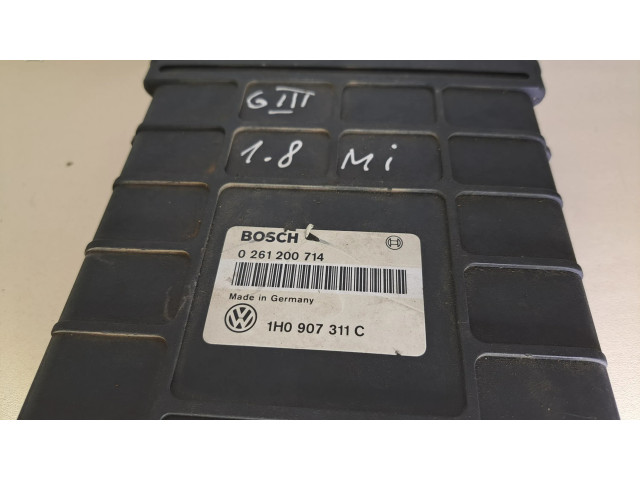 G III
1.8 Mi
BOSCH
0 261 200 714
Made in Germany
1H0 907 311 C